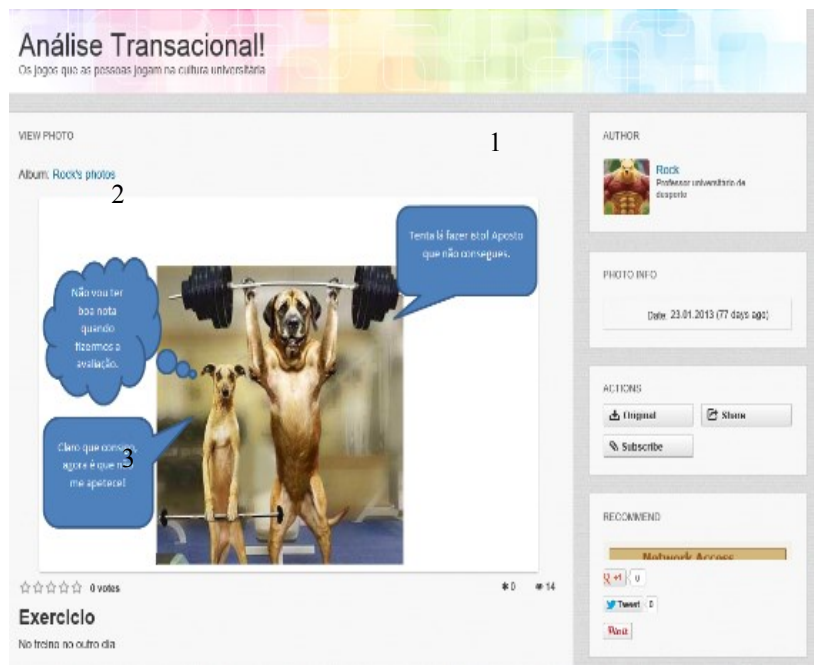 Análise Transacional!
Os jogos que as pessoas jogam na cultura universitária
VIEW PHOTO
1
Album: Rock's photos
2
Tenta lá fazer isto! Aposto
que não consegues.
Não vou ter
boa nota
quando
fizermos a
avaliação.
Claro que consigo,
agora é que não
me apetece!
3
0 votes
0
14
Exercício
No treino no outro dia
AUTHOR
Rock
Professor universitário de
desporto
PHOTO INFO
Date: 23.01.2013 (77 days ago)
ACTIONS
Original
Share
Subscribe
RECOMMEND
Network Access
+1
0
Tweet
0
Pin it